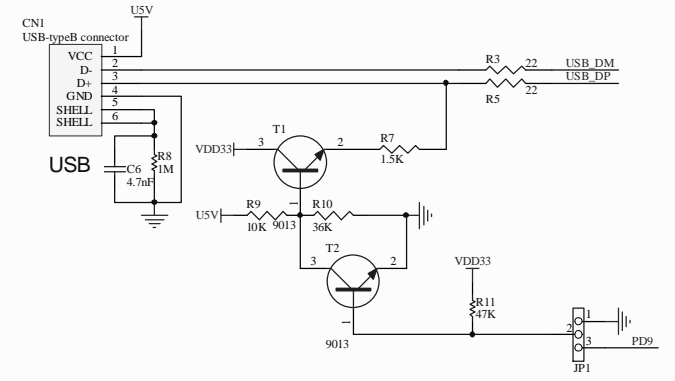 U5V
CN1
USB-typeB connector
VCC 1
D- 2
D+ 3
GND 4
SHELL 5
SHELL 6
R3
22
USB_DM
USB_DP
R5
22
T1
VDD33
3
2
R7
1.5K
USB
C6
4.7nF
R8
1M
1
U5V
R9
10K
9013
R10
36K
T2
3
2
VDD33
1
9013
R11
47K
1
2
3
PD9
JP1